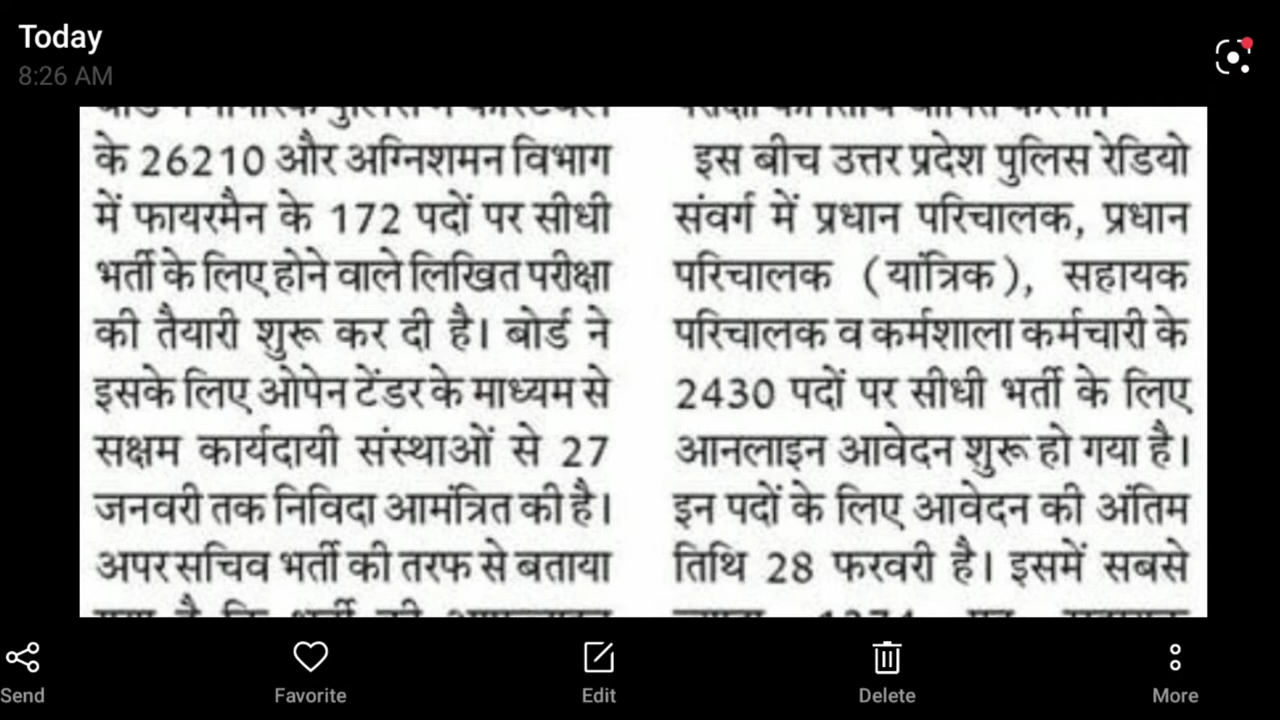 Today
8:26 AM
के 26210 और अग्निशमन विभाग
में फायरमैन के 172 पदों पर सीधी
भर्ती के लिए होने वाले लिखित परीक्षा
की तैयारी शुरू कर दी है। बोर्ड ने
इसके लिए ओपेन टेंडर के माध्यम से
सक्षम कार्यदायी संस्थाओं से 27
जनवरी तक निविदा आमंत्रित की है।
अपर सचिव भर्ती की तरफ से बताया
इस बीच उत्तर प्रदेश पुलिस रेडियो
संवर्ग में प्रधान परिचालक, प्रधान
परिचालक (यांत्रिक), सहायक
परिचालक व कर्मशाला कर्मचारी के
2430 पदों पर सीधी भर्ती के लिए
आनलाइन आवेदन शुरू हो गया है।
इन पदों के लिए आवेदन की अंतिम
तिथि 28 फरवरी है। इसमें सबसे
Send
Favorite
Edit
Delete
More